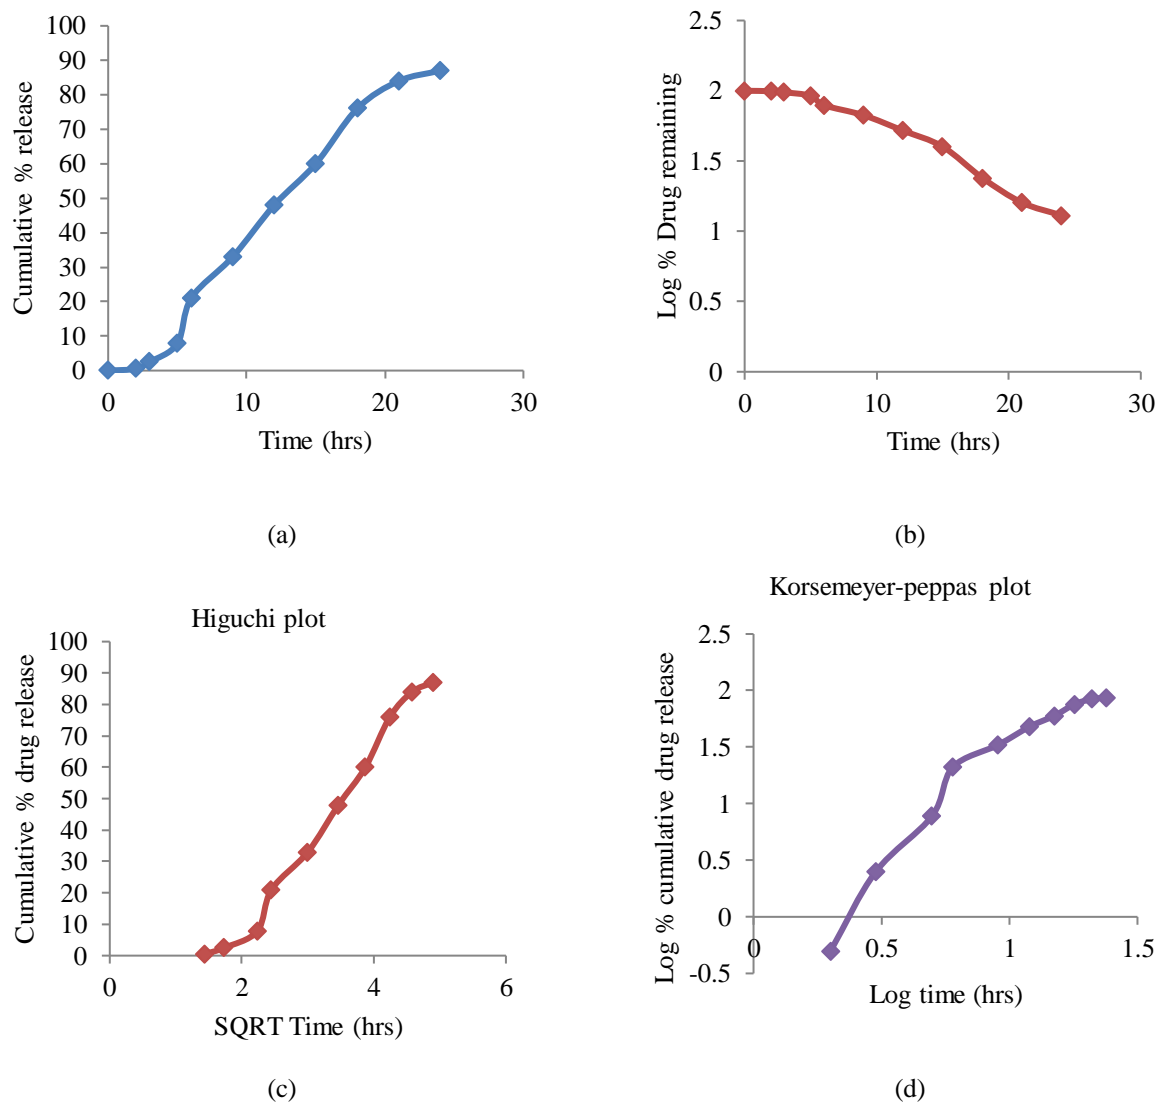 100
90
80
70
60
50
40
30
20
10
0
0 10 20 30
Cumulative % release
Time (hrs)
(a)
2.5
2
1.5
1
0.5
0
0 10 20 30
Log % Drug remaining
Time (hrs)
(b)
Higuchi plot
100
90
80
70
60
50
40
30
20
10
0
0 2 4 6
Cumulative % drug release
SQRT Time (hrs)
(c)
Korsemeyer-peppas plot
2.5
2
1.5
1
0.5
0
-0.5
0 0.5 1 1.5
Log % cumulative drug release
Log time (hrs)
(d)